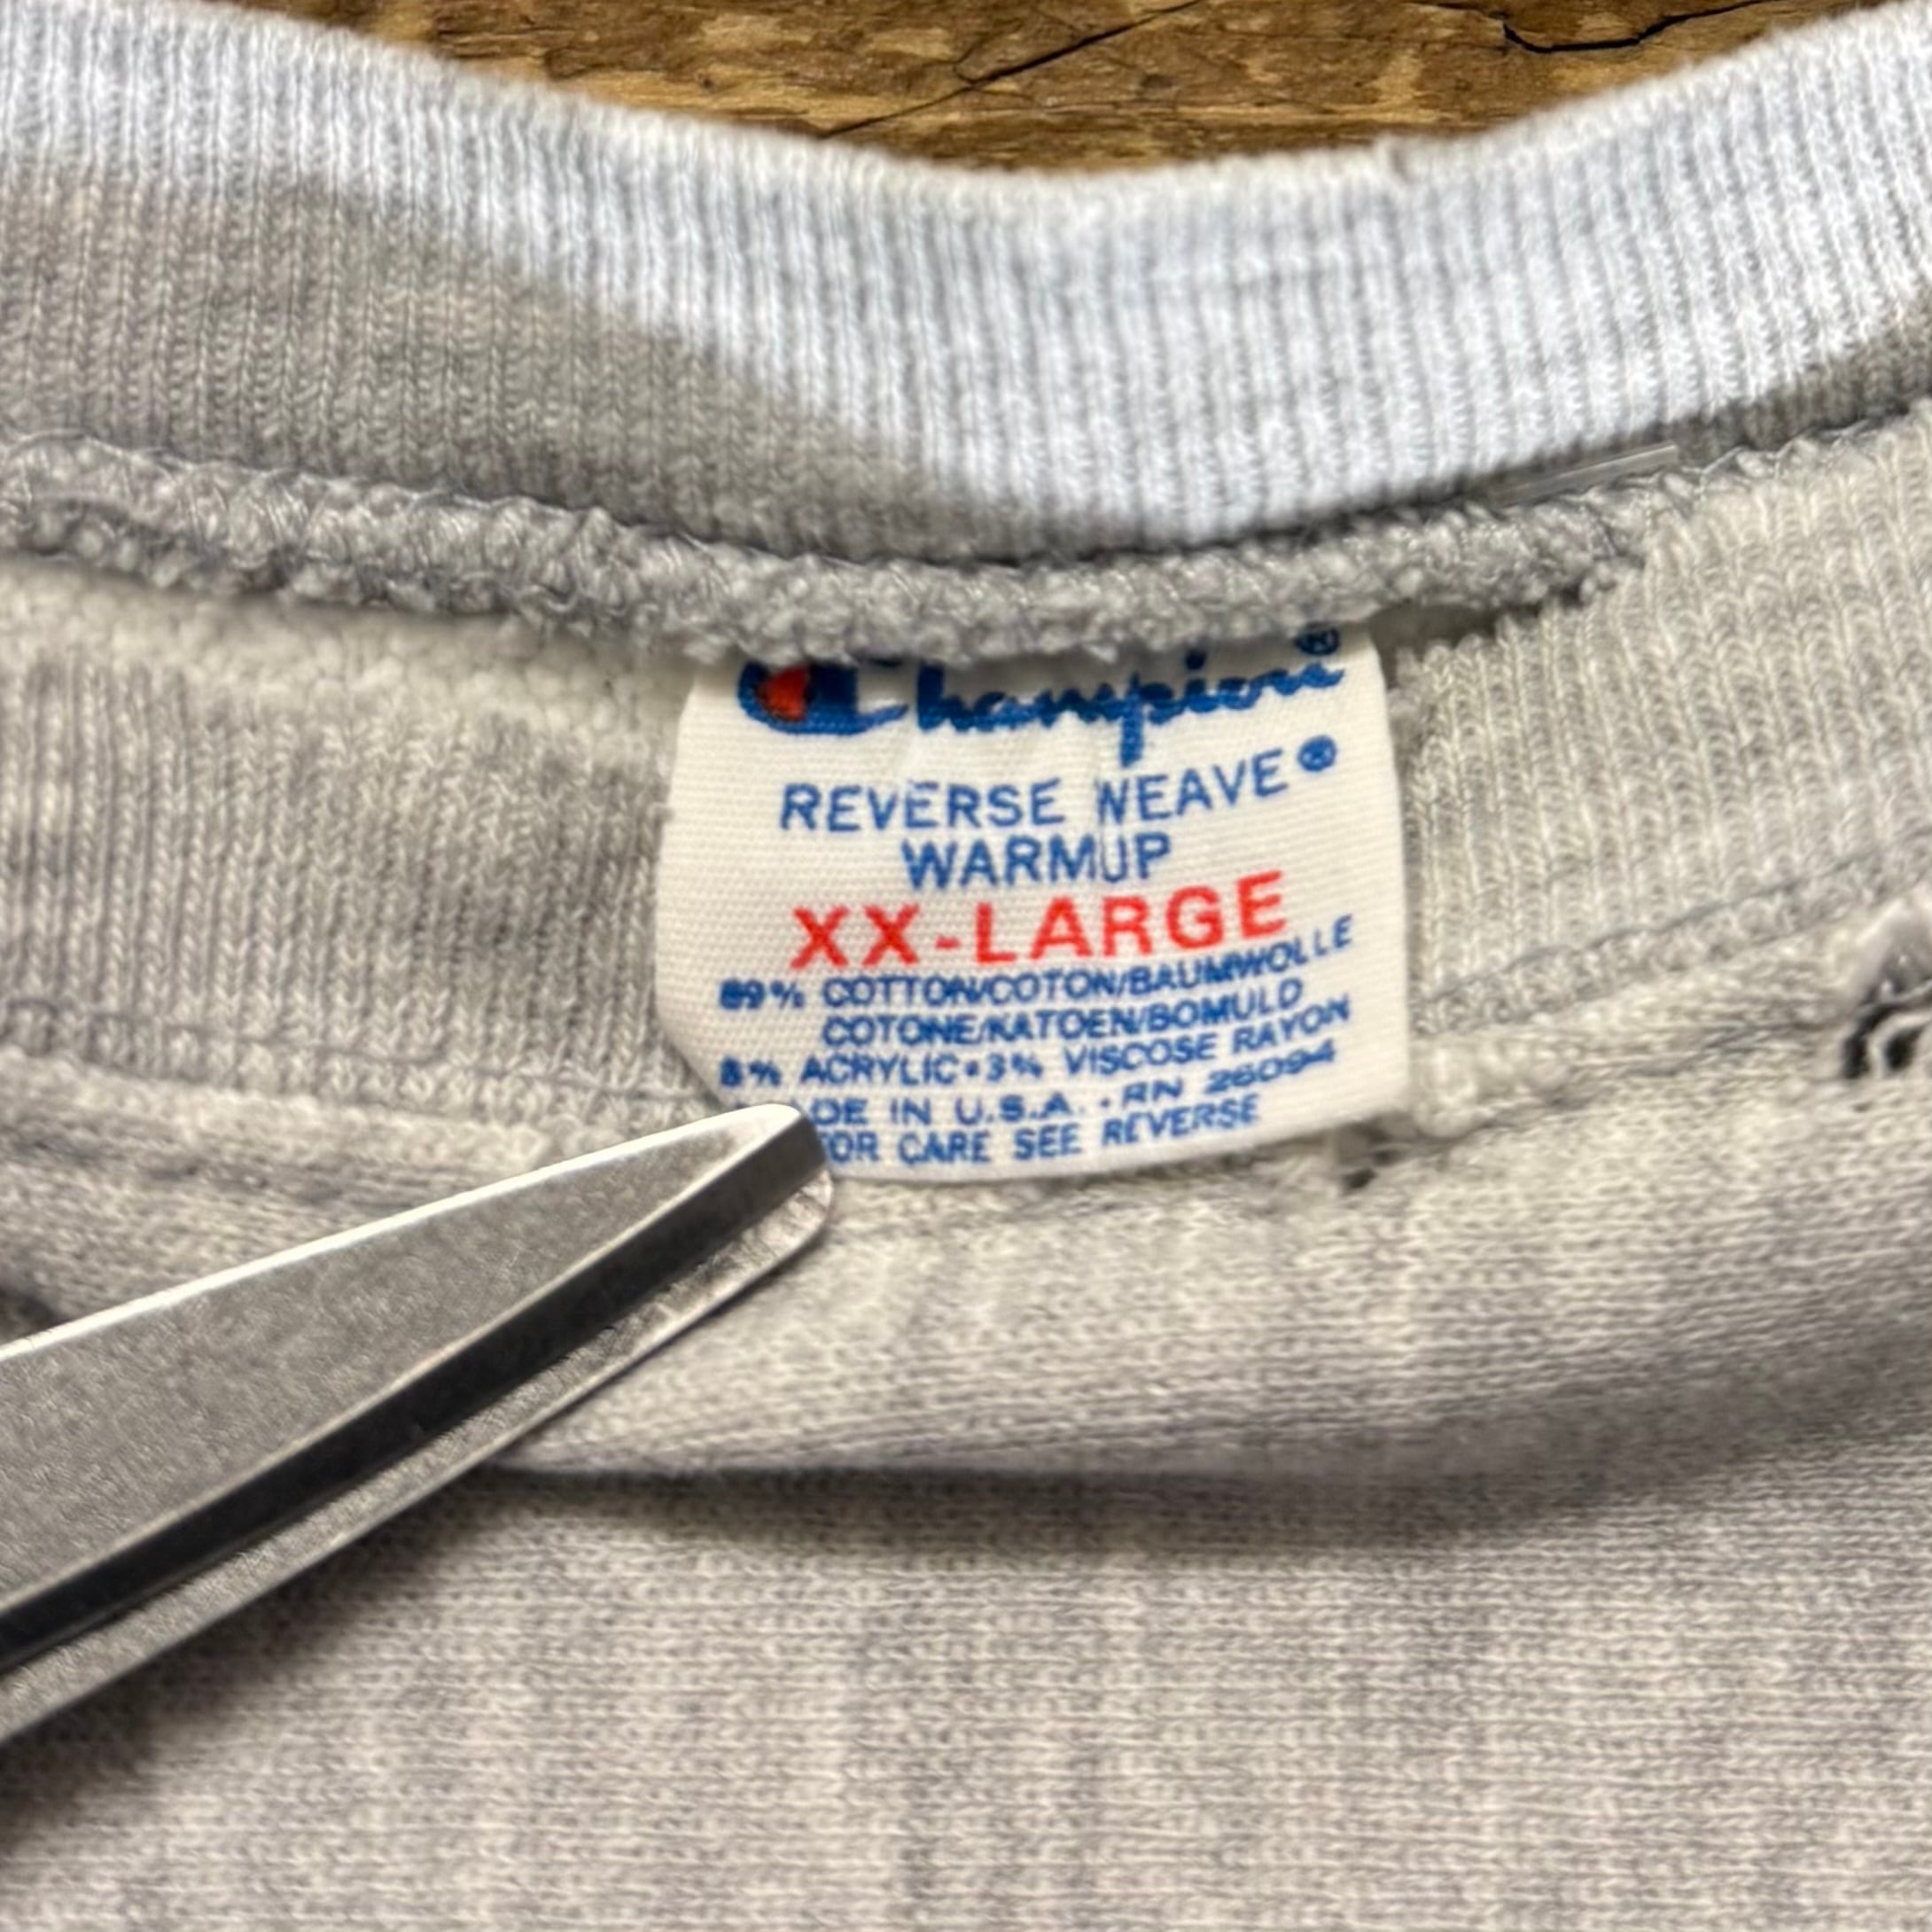 Champion®
REVERSE WEAVE®
WARMUP
XX-LARGE
89% COTTON/COTON/BAUMWOLLE
COTONE/KATOEN/BOMULD
8% ACRYLIC•3% VISCOSE RAYON
DE IN U.S.A. • RN 26094
OR CARE SEE REVERSE